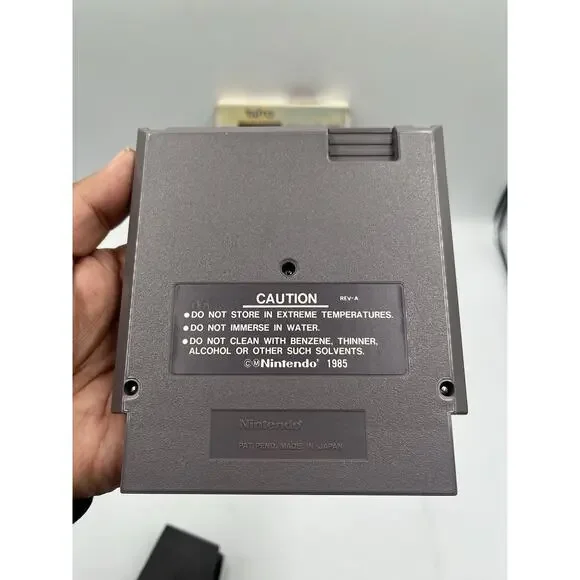 CAUTION REV-A
●DO NOT STORE IN EXTREME TEMPERATURES.
●DO NOT IMMERSE IN WATER.
●DO NOT CLEAN WITH BENZENE, THINNER,
ALCOHOL OR OTHER SUCH SOLVENTS.
©ⓂNintendo® 1985
Nintendo®
PAT. PEND. MADE IN JAPAN